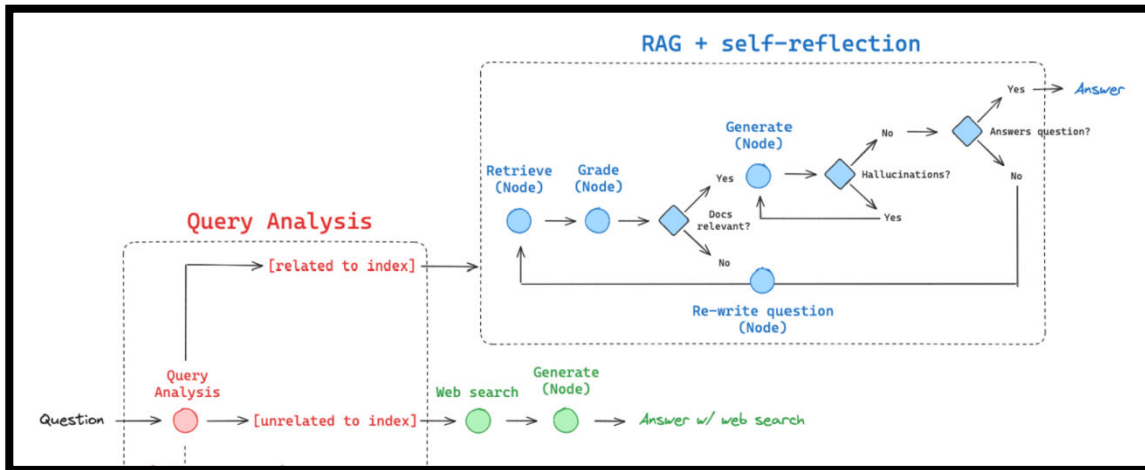 RAG + self-reflection
Yes
Answer
Generate
(Node)
No
Answers question?
Retrieve
(Node)
Grade
(Node)
Yes
Hallucinations?
No
Docs
relevant?
Yes
Query Analysis
[related to index]
No
Re-write question
(Node)
Query
Analysis
Web search
Generate
(Node)
Question
[unrelated to index]
Answer w/ web search